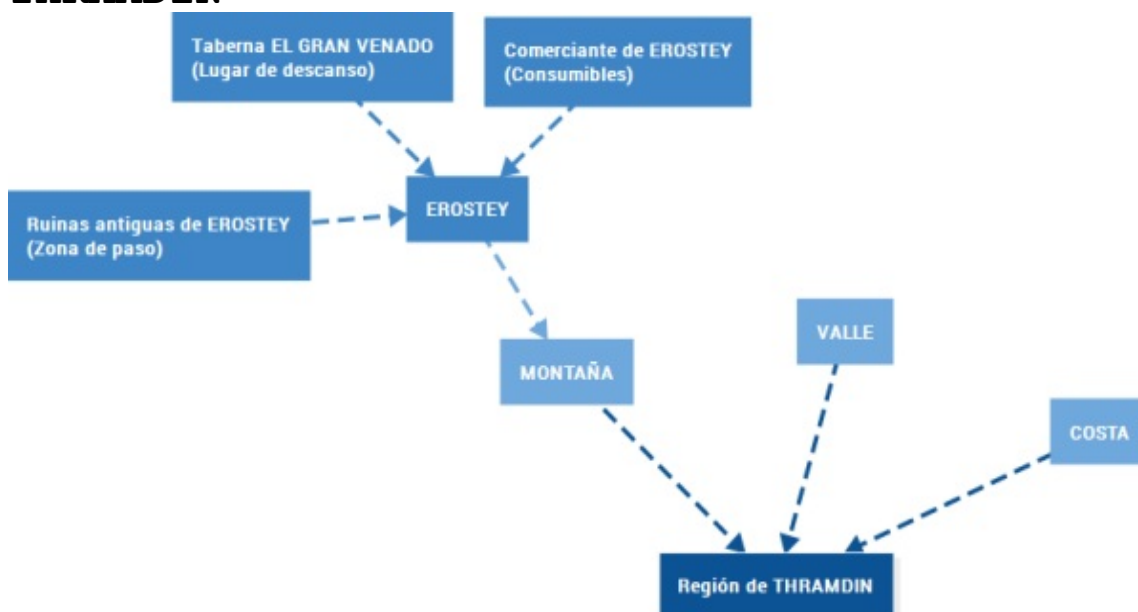 Taberna EL GRAN VENADO
(Lugar de descanso)
Comerciante de EROSTEY
(Consumibles)
Ruinas antiguas de EROSTEY
(Zona de paso)
EROSTEY
VALLE
MONTAÑA
COSTA
Región de THRAMDIN